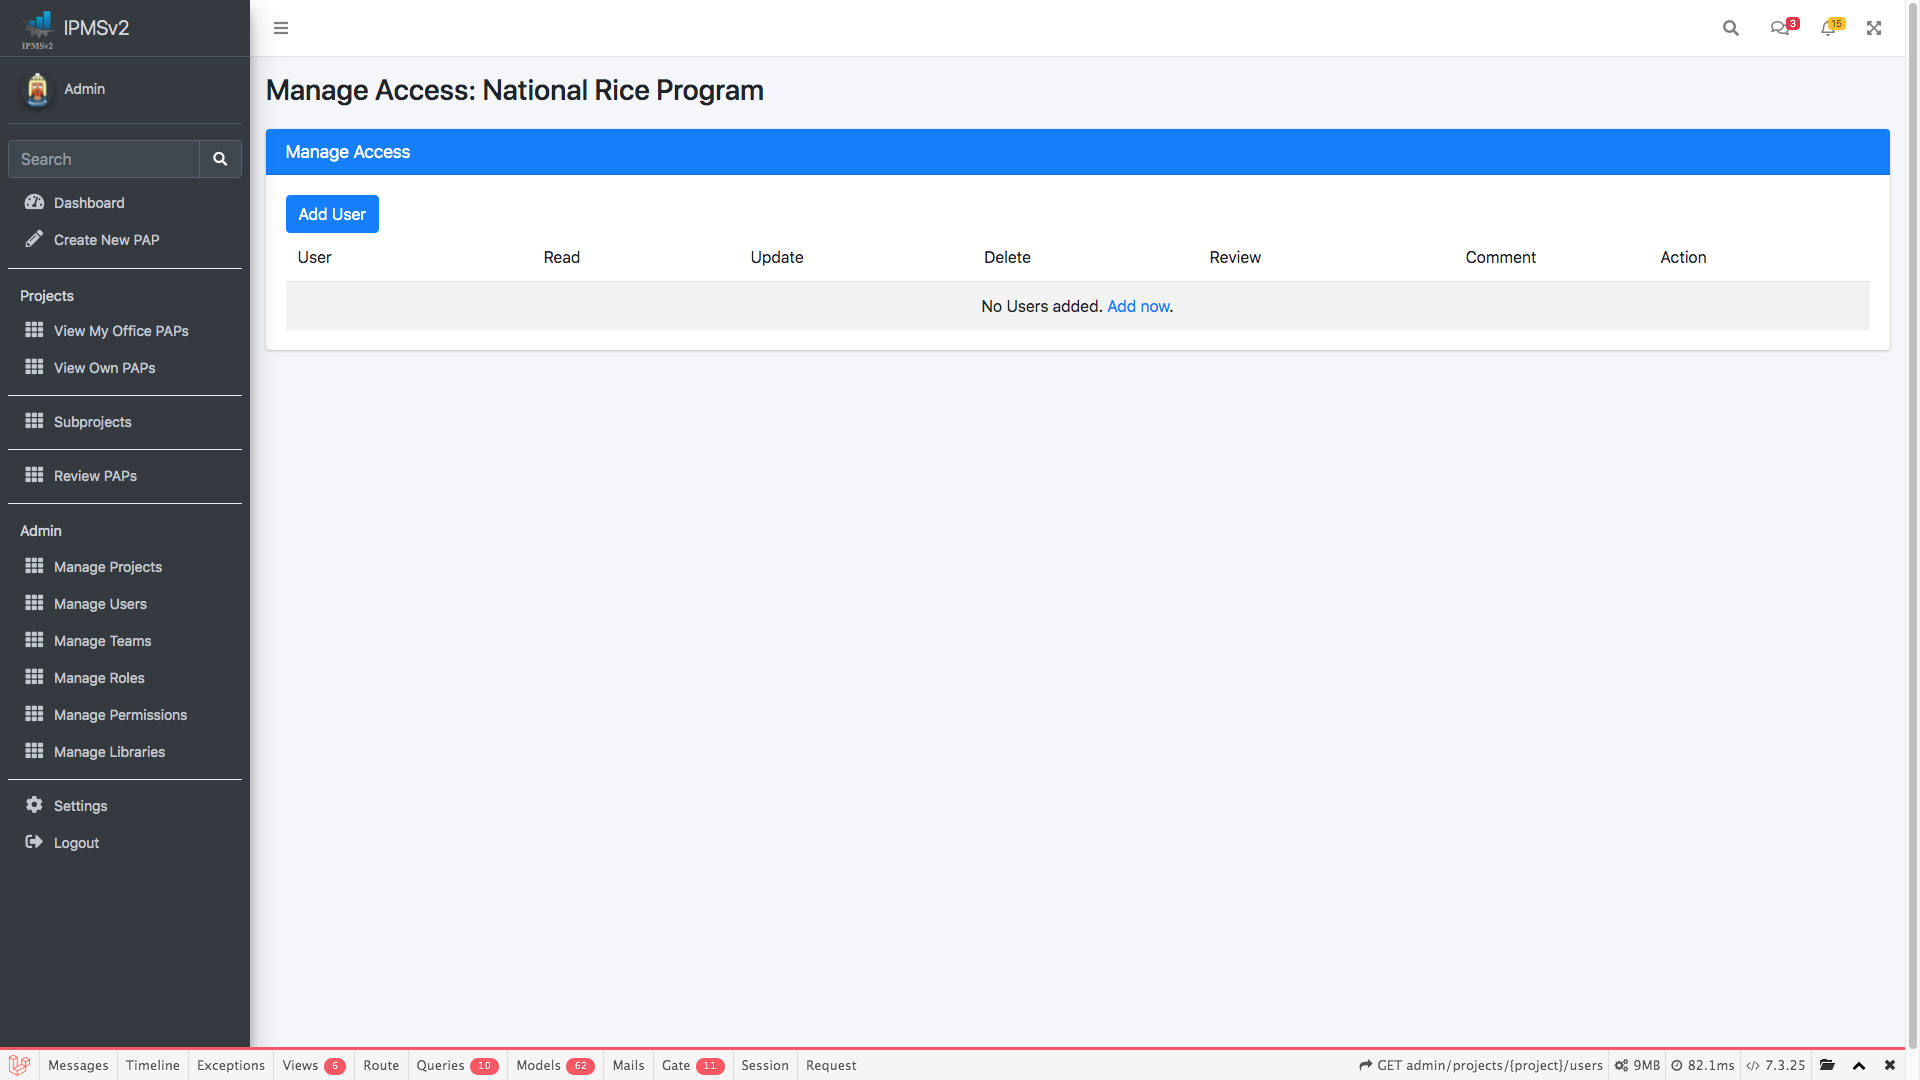 IPMSv2
IPMSv2
Admin
Search
Dashboard
Create New PAP
Projects
View My Office PAPs
View Own PAPs
Subprojects
Review PAPs
Admin
Manage Projects
Manage Users
Manage Teams
Manage Roles
Manage Permissions
Manage Libraries
Settings
Logout
3
15
Manage Access: National Rice Program
Manage Access
Add User
User Read Update Delete Review Comment Action
No Users added. Add now.
Messages Timeline Exceptions Views 6 Route Queries 10 Models 62 Mails Gate 11 Session Request GET admin/projects/{project}/users 9MB 82.1ms 7.3.25